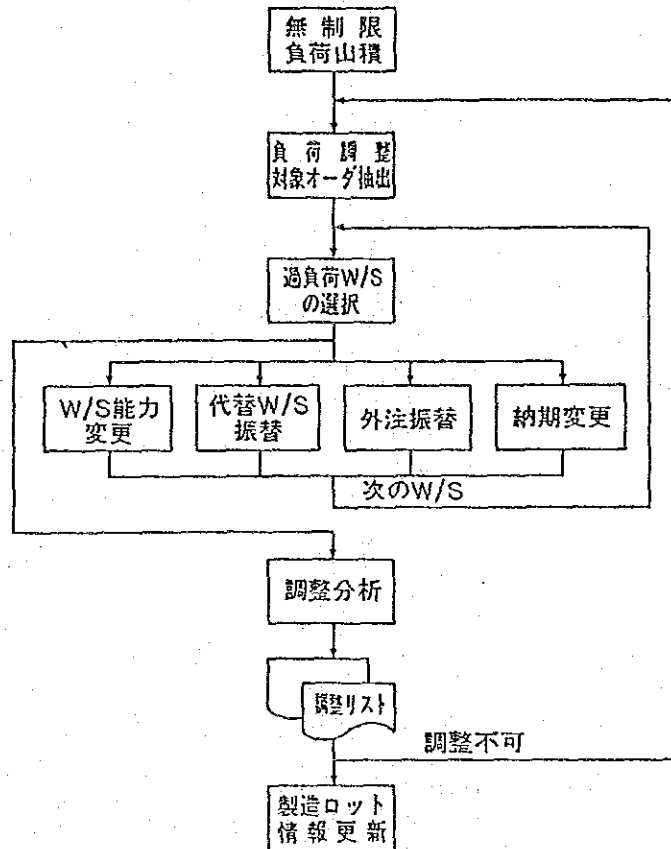 無制限
負荷山積
負荷調整
対象オーダ抽出
過負荷W/S
の選択
W/S能力
変更
代替W/S
振替
外注振替
納期変更
次のW/S
調整分析
調整リスト
調整不可
製造ロット
情報更新